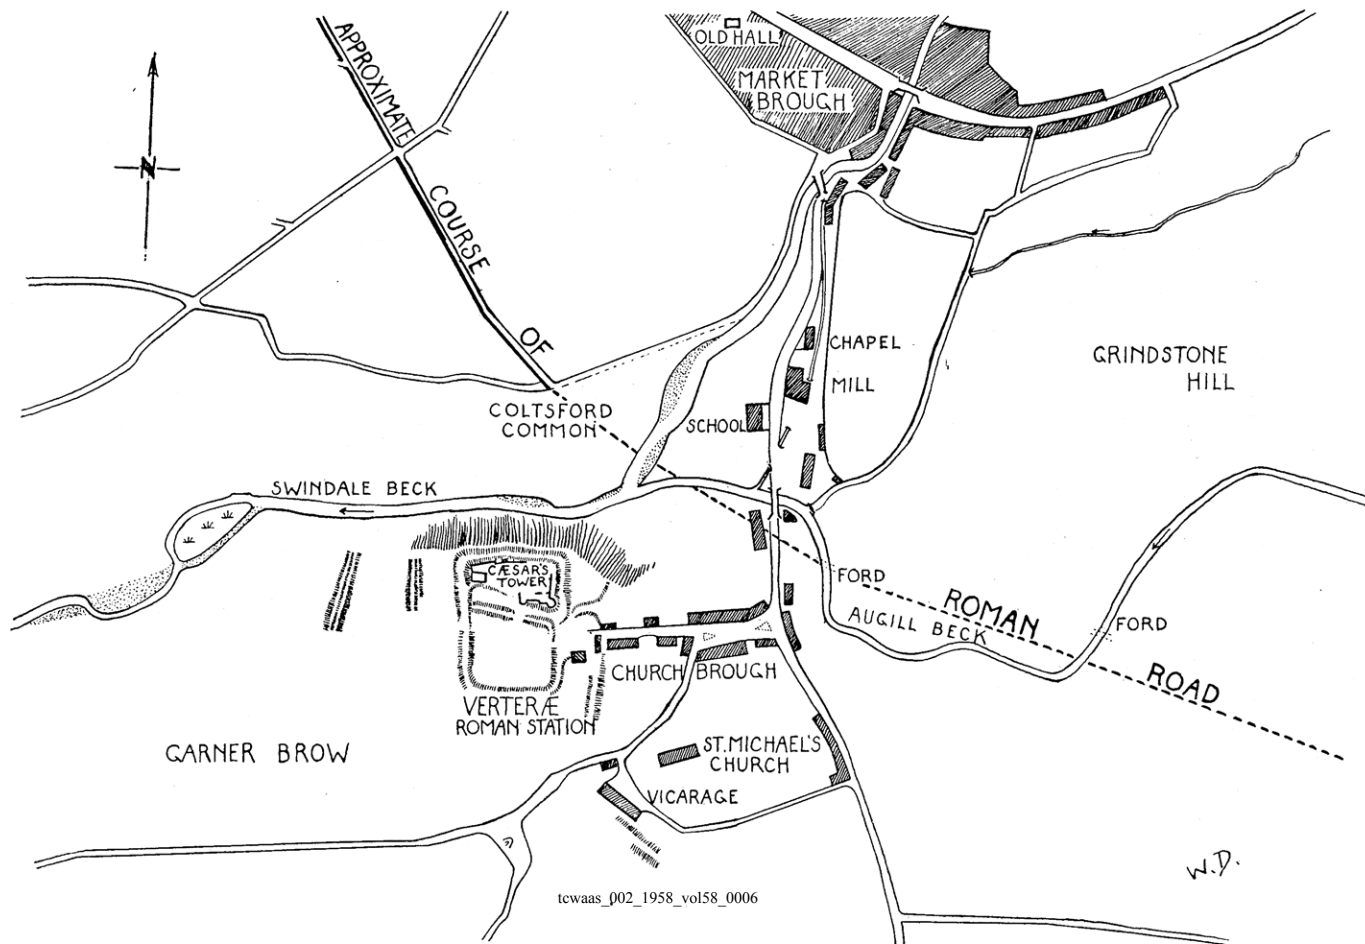 APPROXIMATE
COURSE
OF
ROMAN
ROAD
OLD HALL
MARKET
BROUGH
N
CHAPEL
MILL
SCHOOL
GRINDSTONE
HILL
COLTSFORD
COMMON
SWINDALE BECK
CÆSAR'S
TOWER
FORD
AUGILL BECK
FORD
CHURCH BROUGH
VERTERÆ
ROMAN STATION
GARNER BROW
ST. MICHAEL'S
CHURCH
VICARAGE
W.D.
tcwaas_002_1958_vol58_0006